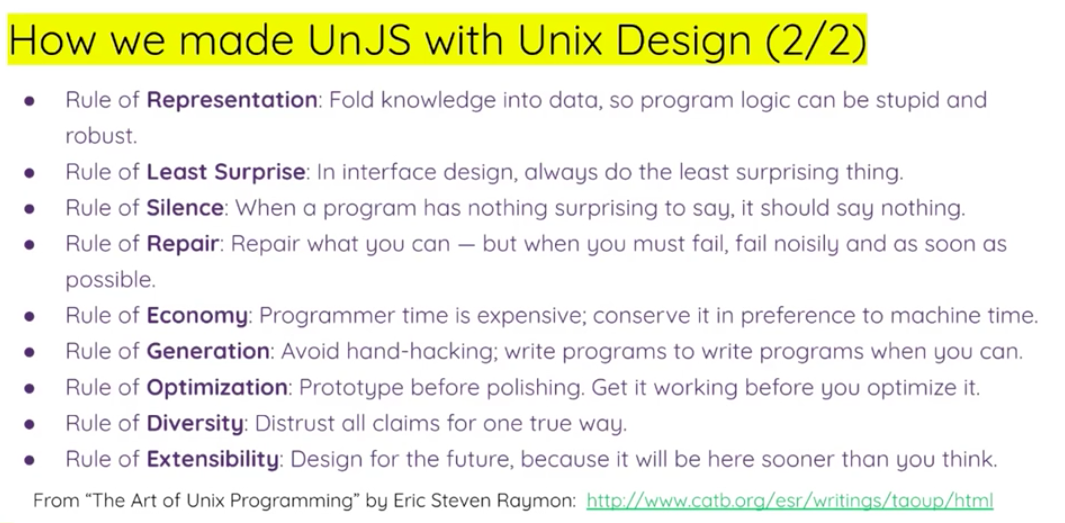 How we made UnJS with Unix Design (2/2)
● Rule of Representation: Fold knowledge into data, so program logic can be stupid and
robust.
● Rule of Least Surprise: In interface design, always do the least surprising thing.
● Rule of Silence: When a program has nothing surprising to say, it should say nothing.
● Rule of Repair: Repair what you can — but when you must fail, fail noisily and as soon as
possible.
● Rule of Economy: Programmer time is expensive; conserve it in preference to machine time.
● Rule of Generation: Avoid hand-hacking; write programs to write programs when you can.
● Rule of Optimization: Prototype before polishing. Get it working before you optimize it.
● Rule of Diversity: Distrust all claims for one true way.
● Rule of Extensibility: Design for the future, because it will be here sooner than you think.
From “The Art of Unix Programming” by Eric Steven Raymon: http://www.catb.org/esr/writings/taoup/html